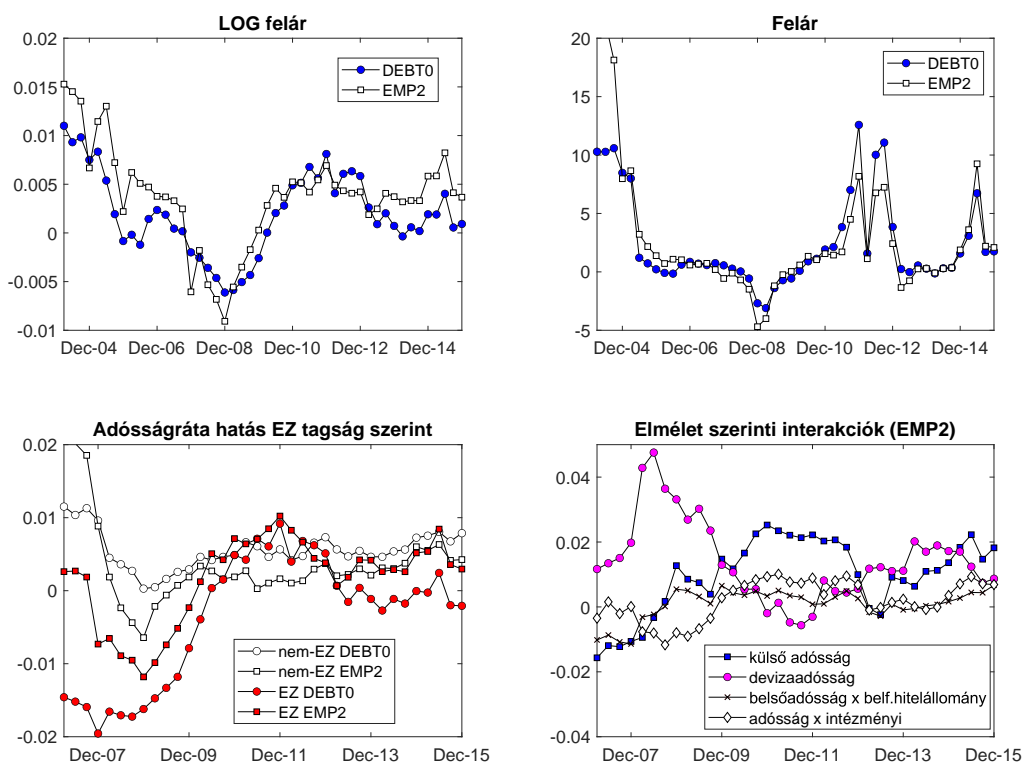 LOG felár
0.02
0.015
0.01
0.005
0
-0.005
-0.01
Dec-04 Dec-06 Dec-08 Dec-10 Dec-12 Dec-14
DEBT0
EMP2
Felár
20
15
10
5
0
-5
Dec-04 Dec-06 Dec-08 Dec-10 Dec-12 Dec-14
DEBT0
EMP2
Adósságráta hatás EZ tagság szerint
0.02
0.01
0
-0.01
-0.02
Dec-07 Dec-09 Dec-11 Dec-13 Dec-15
nem-EZ DEBT0
nem-EZ EMP2
EZ DEBT0
EZ EMP2
Elmélet szerinti interakciók (EMP2)
0.04
0.02
0
-0.02
-0.04
Dec-07 Dec-09 Dec-11 Dec-13 Dec-15
külső adósság
devizaadósság
belsőadósság x belf.hitelállomány
adósság x intézményi